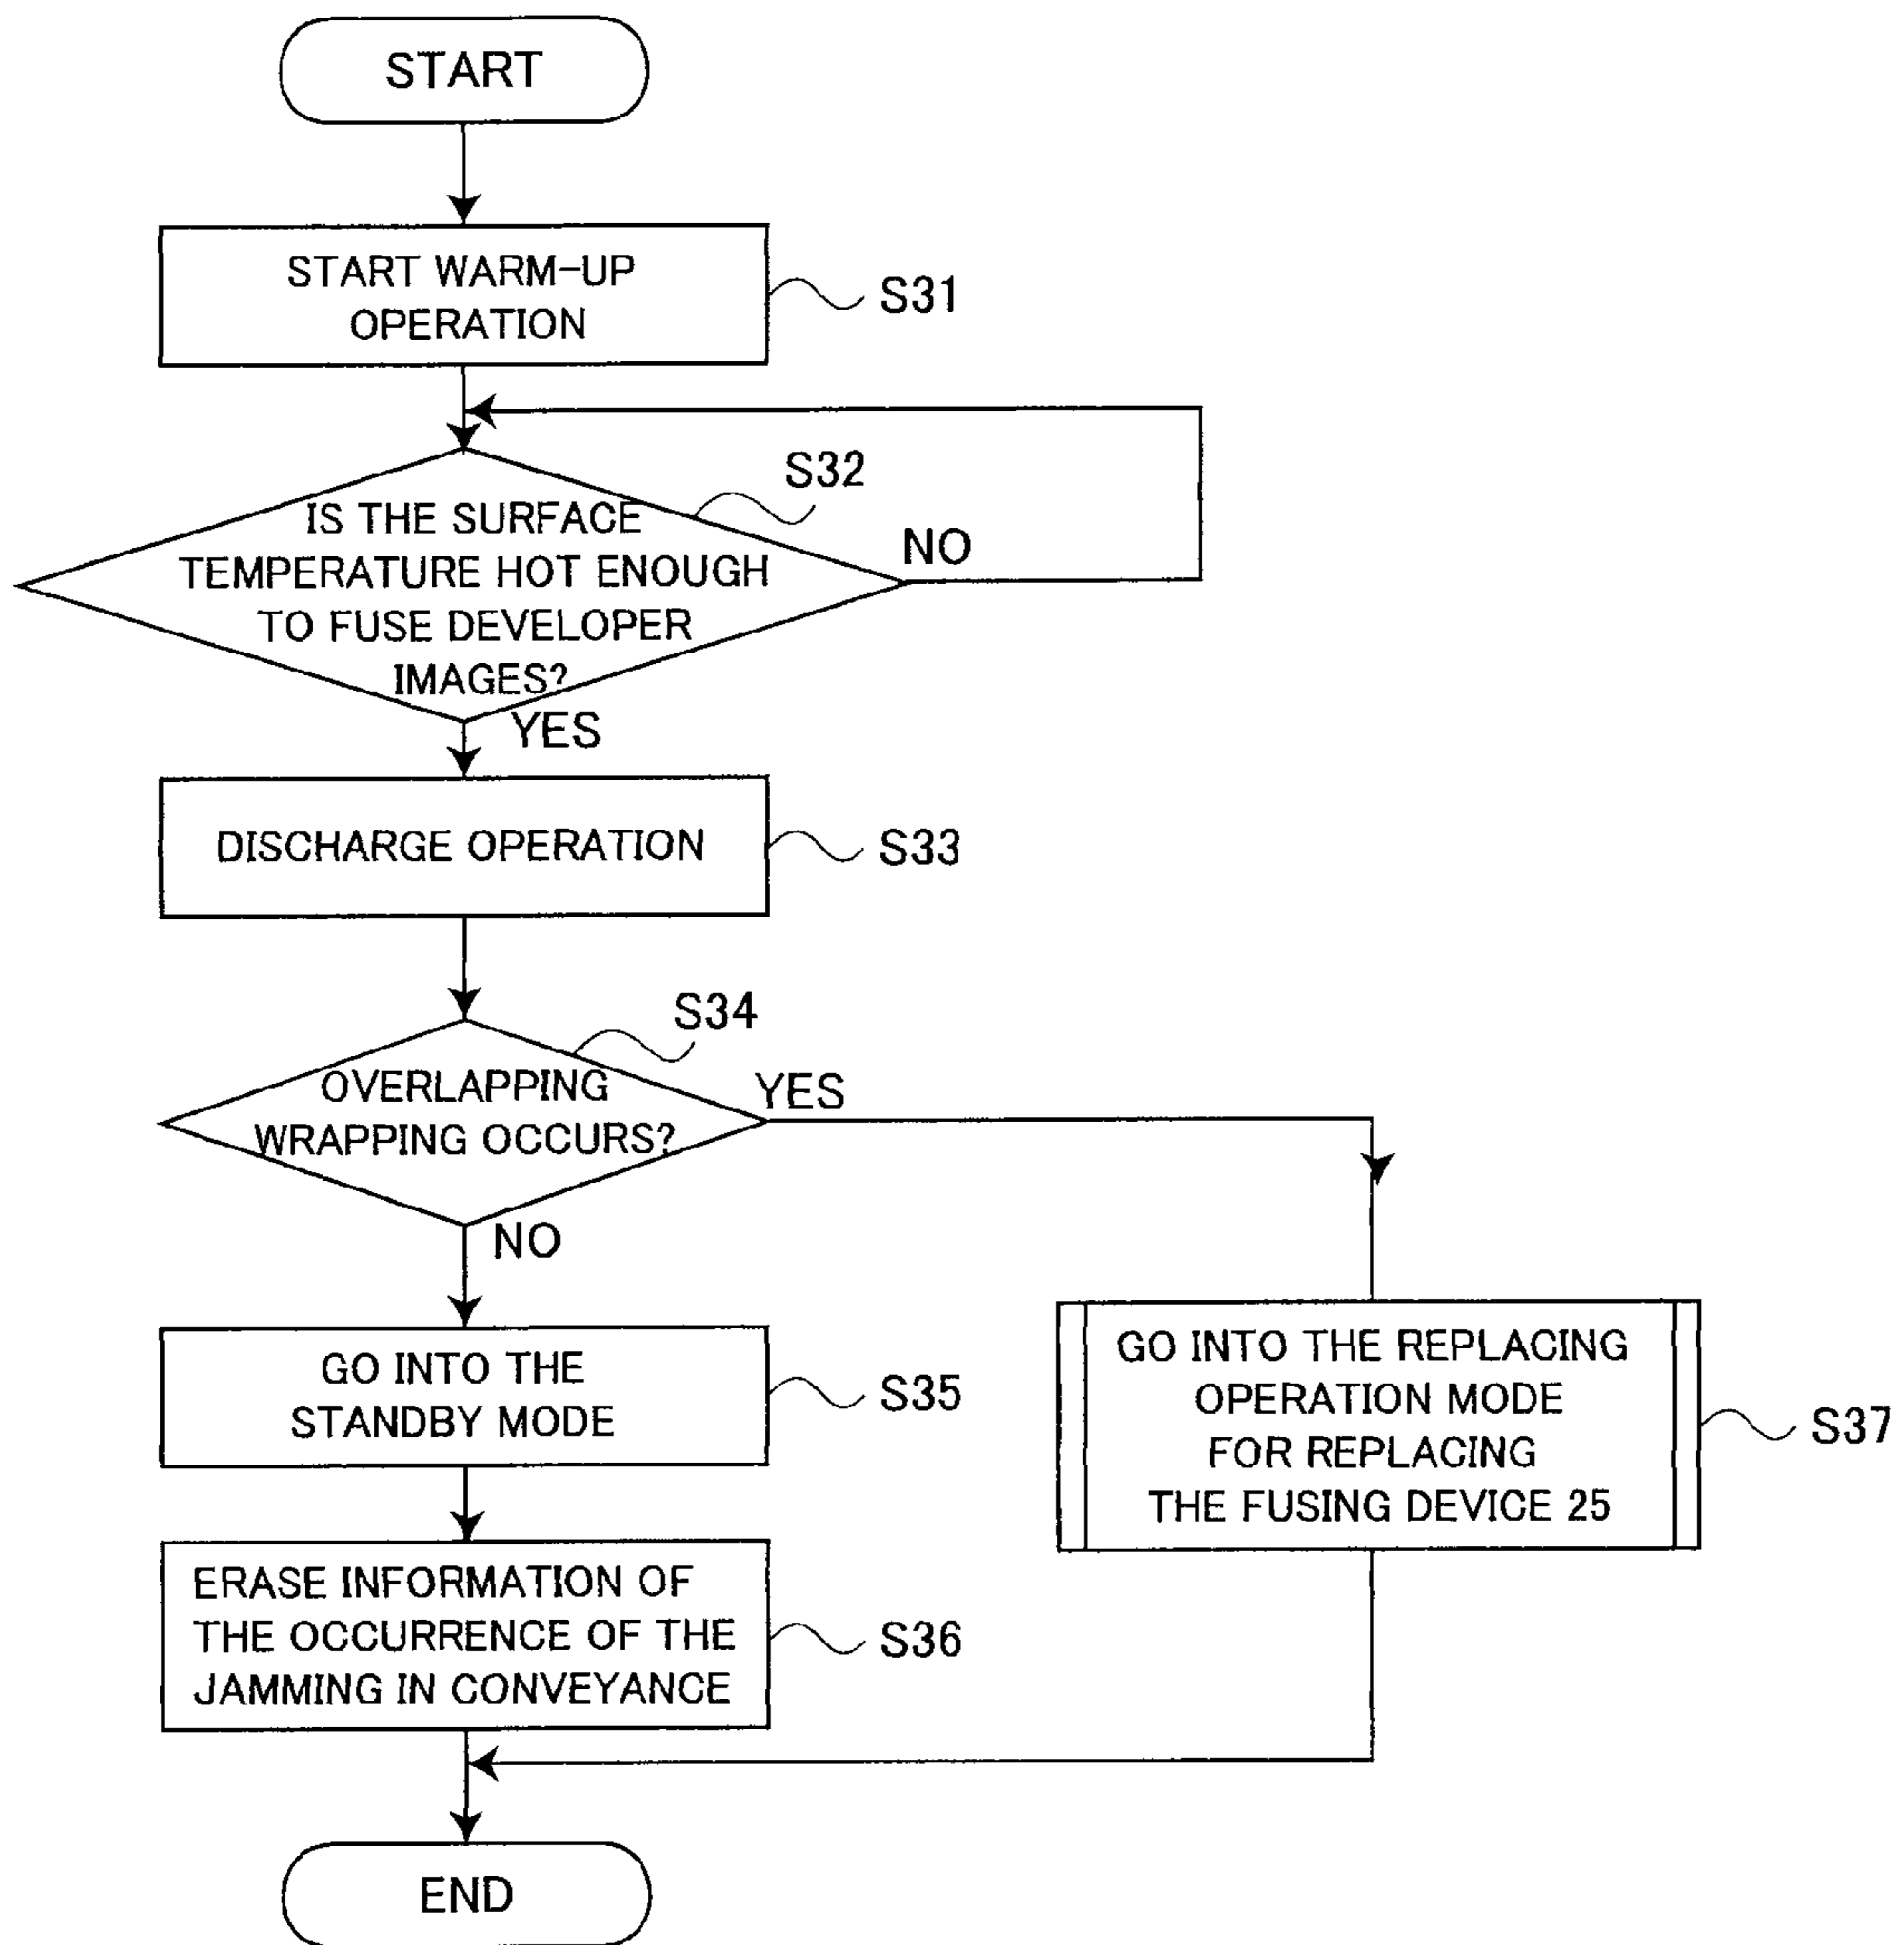 START
START WARM-UP
OPERATION
S31
S32
IS THE SURFACE
TEMPERATURE HOT ENOUGH
TO FUSE DEVELOPER
IMAGES?
NO
YES
DISCHARGE OPERATION
S33
S34
OVERLAPPING
WRAPPING OCCURS?
YES
NO
GO INTO THE
STANDBY MODE
S35
GO INTO THE REPLACING
OPERATION MODE
FOR REPLACING
THE FUSING DEVICE 25
S37
ERASE INFORMATION OF
THE OCCURRENCE OF THE
JAMMING IN CONVEYANCE
S36
END